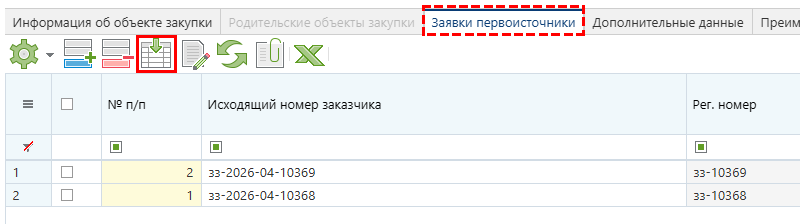 Информация об объекте закупки Родительские объекты закупки Заявки первоисточники Дополнительные данные Преим
№ п/п Исходящий номер заказчика Рег. номер
1 2 зз-2026-04-10369 зз-10369
2 1 зз-2026-04-10368 зз-10368